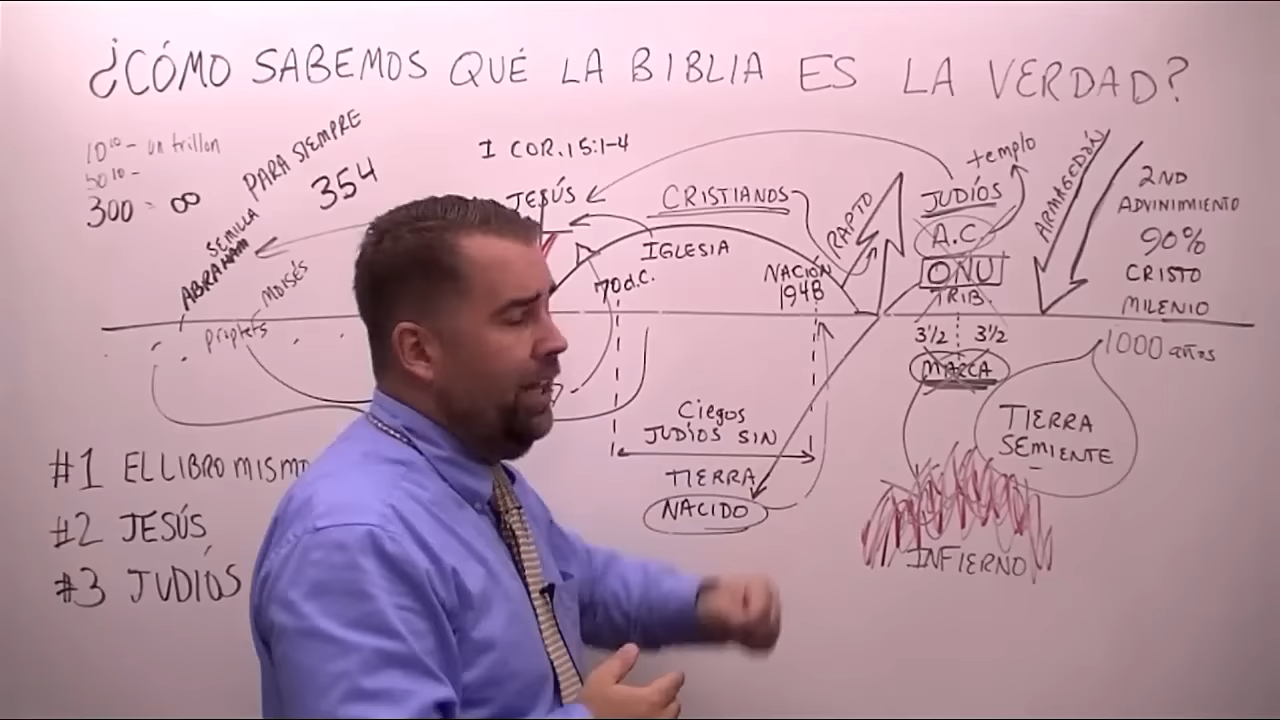 ¿CÓMO SABEMOS QUÉ LA BIBLIA ES LA VERDAD?
10¹⁰ - un trillon
50¹⁰ -
300 = ∞
PARA SIEMPRE
354
SEMILLA
ABRAHAM
MOISÉS
prophets
I COR. 15:1-4
JESÚS
CRISTIANOS
IGLESIA
70 d.C.
NACIÓN
1948
RAPTO
JUDÍOS
A.C
ONU
TRIB
3½ 3½
MARCA
templo
ARMAGEDÓN
2ND
ADVINIMIENTO
90%
CRISTO
MILENIO
1000 años
Ciegos
JUDÍOS SIN
TIERRA
NACIDO
TIERRA
SEMIENTE
INFIERNO
#1 EL LIBRO MISMO
#2 JESÚS
#3 JUDÍOS